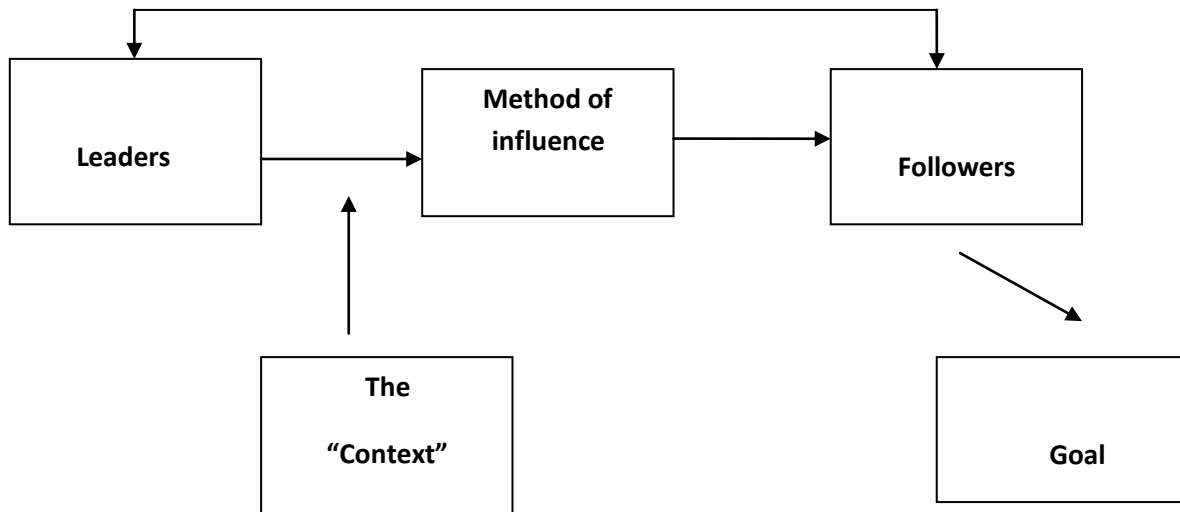 Leaders
Method of
influence
Followers
The
“Context”
Goal